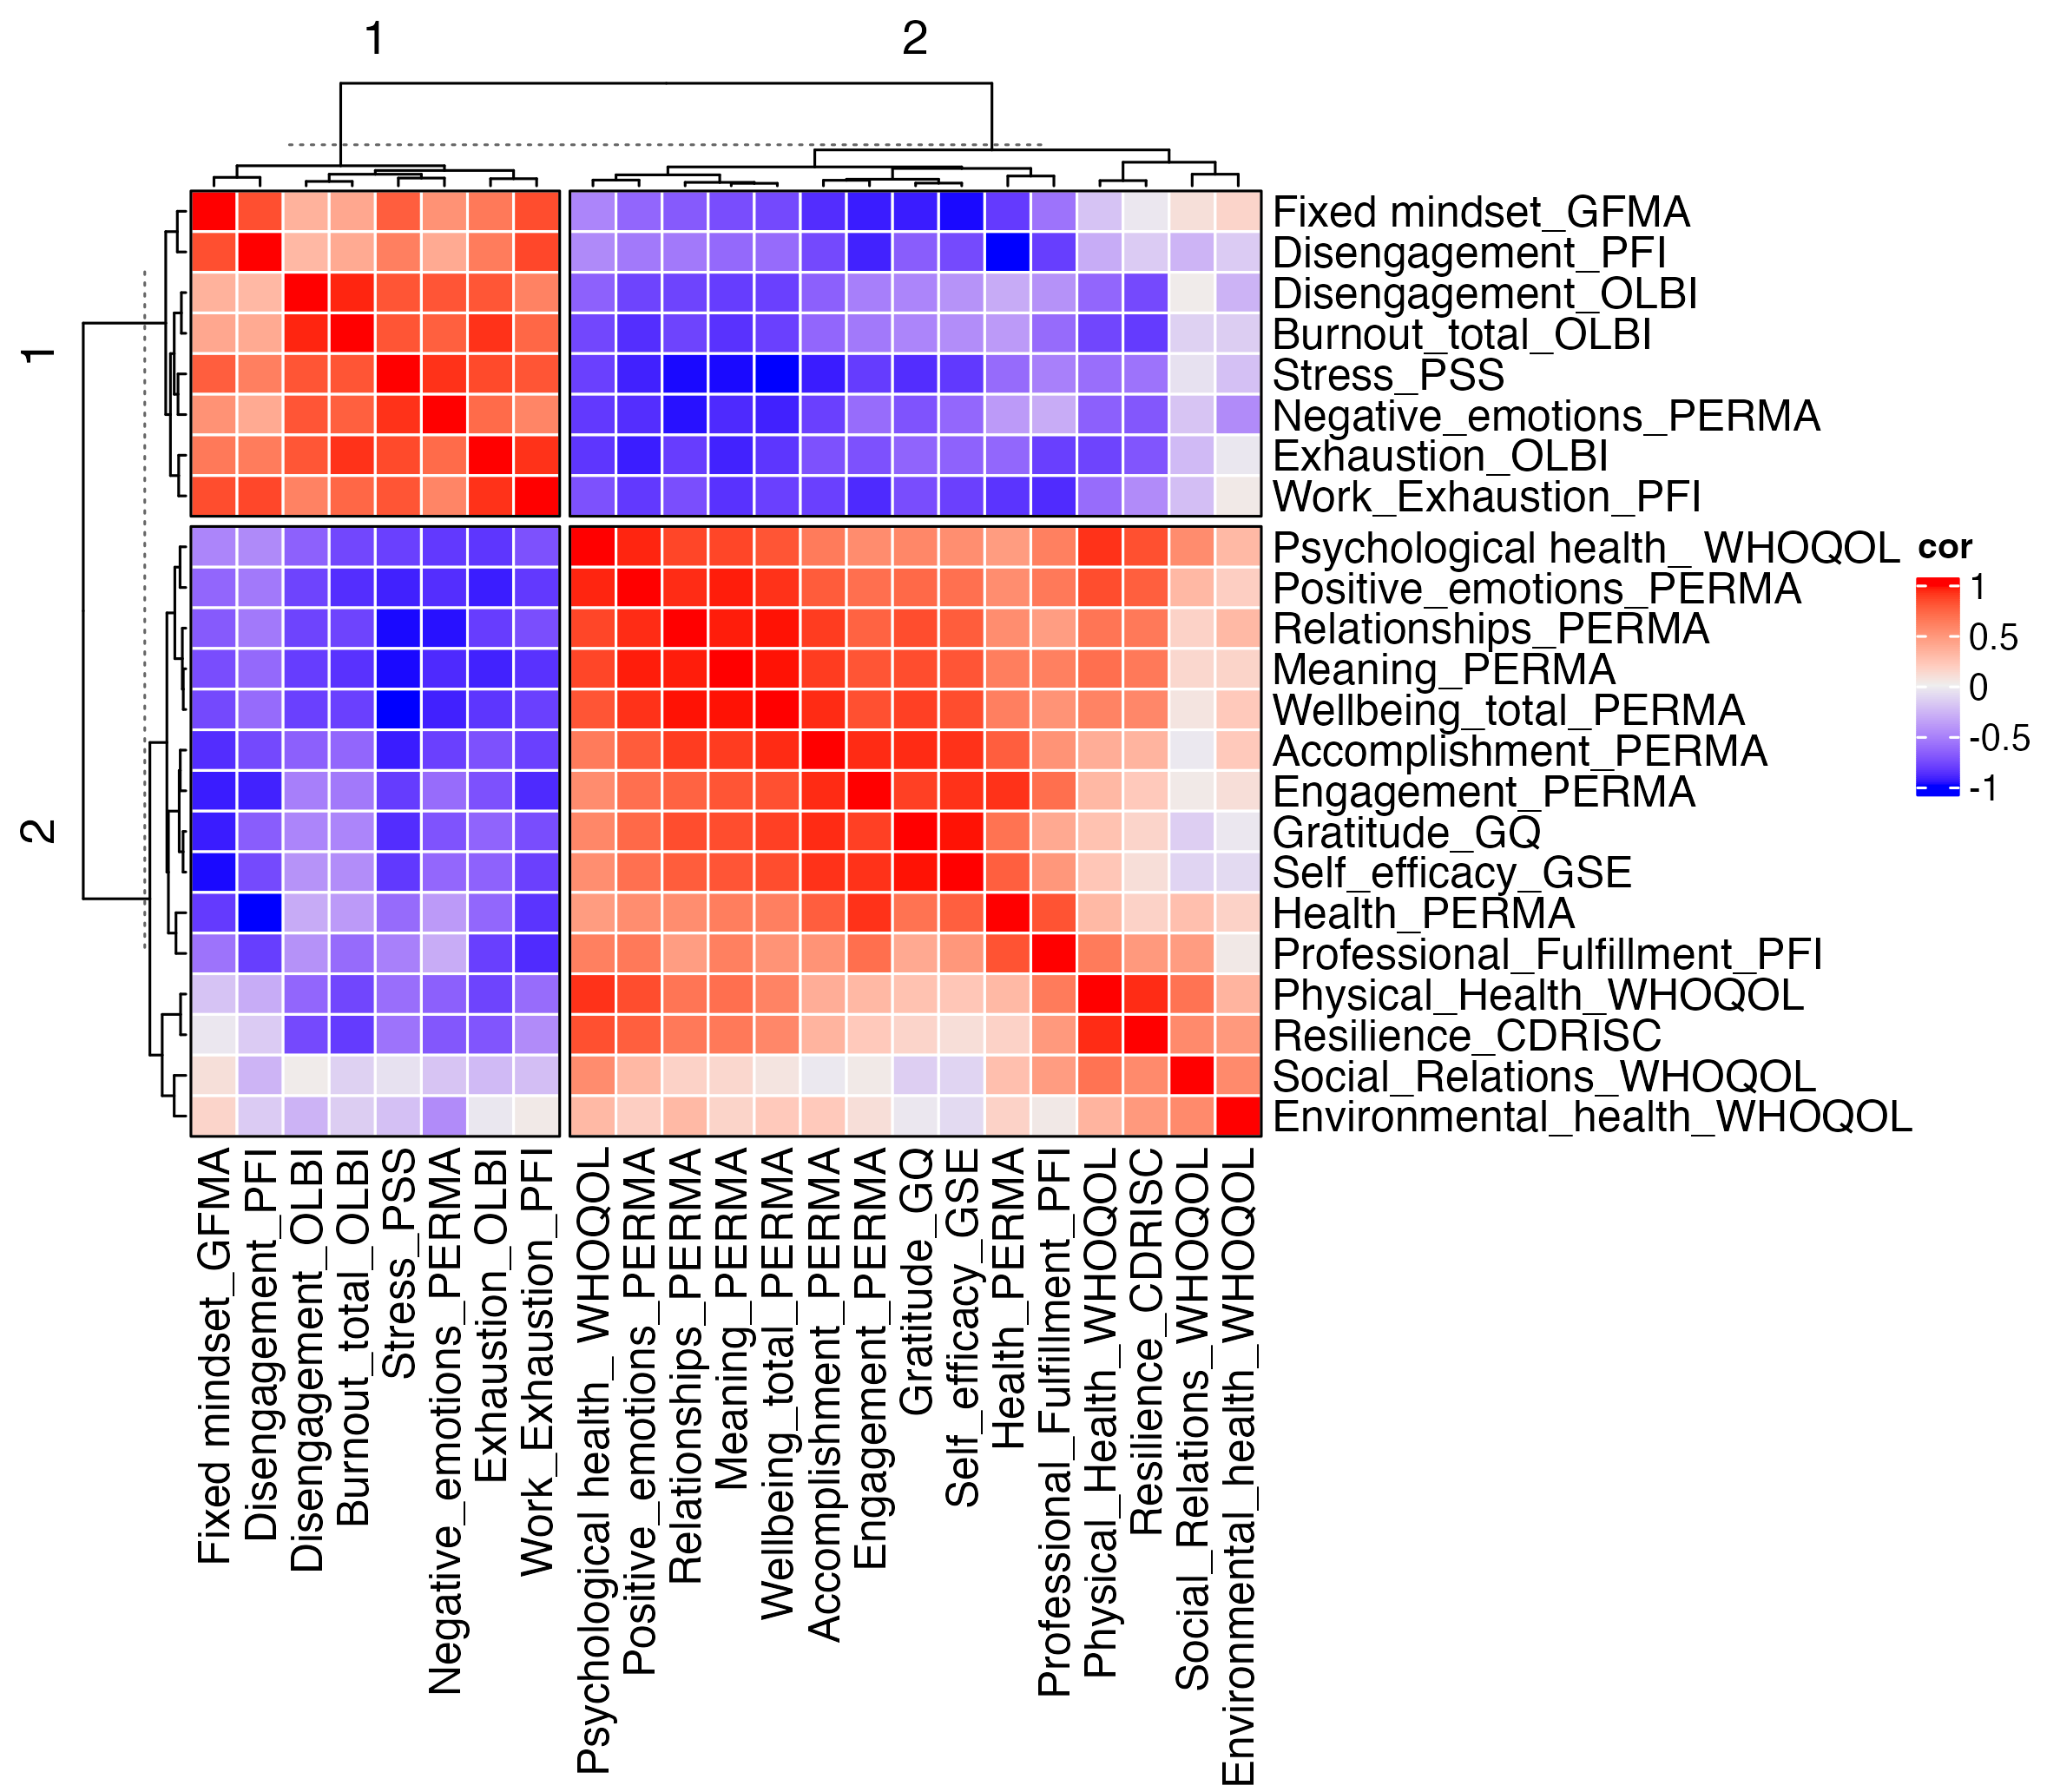 1
2
1
2
Fixed mindset_GFMA
Disengagement_PFI
Disengagement_OLBI
Burnout_total_OLBI
Stress_PSS
Negative_emotions_PERMA
Exhaustion_OLBI
Work_Exhaustion_PFI
Psychological health_ WHOQOL
Positive_emotions_PERMA
Relationships_PERMA
Meaning_PERMA
Wellbeing_total_PERMA
Accomplishment_PERMA
Engagement_PERMA
Gratitude_GQ
Self_efficacy_GSE
Health_PERMA
Professional_Fulfillment_PFI
Physical_Health_WHOQOL
Resilience_CDRISC
Social_Relations_WHOQOL
Environmental_health_WHOQOL
cor
1
0.5
0
-0.5
-1
Fixed mindset_GFMA
Disengagement_PFI
Disengagement_OLBI
Burnout_total_OLBI
Stress_PSS
Negative_emotions_PERMA
Exhaustion_OLBI
Work_Exhaustion_PFI
Psychological health_ WHOQOL
Positive_emotions_PERMA
Relationships_PERMA
Meaning_PERMA
Wellbeing_total_PERMA
Accomplishment_PERMA
Engagement_PERMA
Gratitude_GQ
Self_efficacy_GSE
Health_PERMA
Professional_Fulfillment_PFI
Physical_Health_WHOQOL
Resilience_CDRISC
Social_Relations_WHOQOL
Environmental_health_WHOQOL